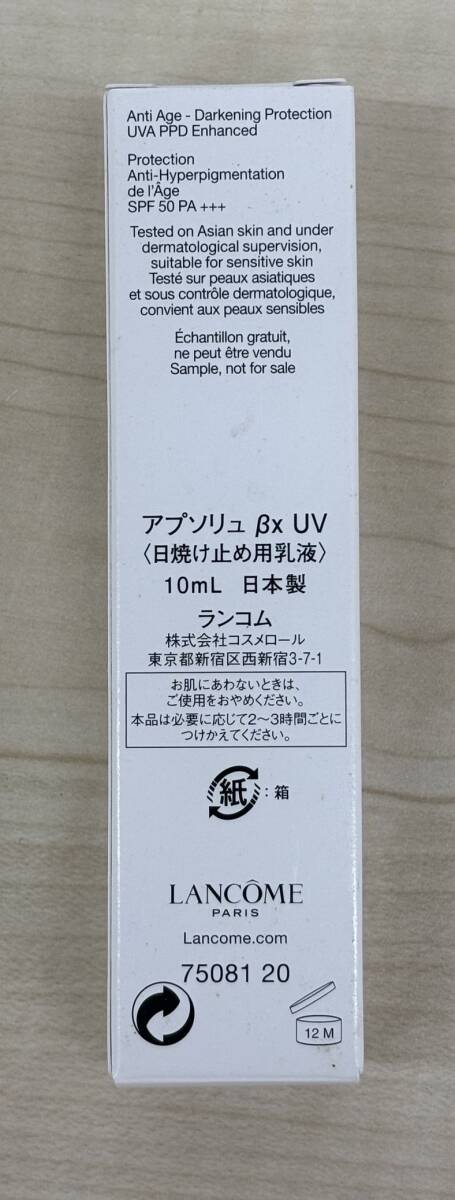 Anti Age - Darkening Protection
UVA PPD Enhanced
Protection
Anti-Hyperpigmentation
de l'Âge
SPF 50 PA +++
Tested on Asian skin and under
dermatological supervision,
suitable for sensitive skin
Testé sur peaux asiatiques
et sous contrôle dermatologique,
convient aux peaux sensibles
Échantillon gratuit,
ne peut être vendu
Sample, not for sale
アプソリュ βx UV
〈日焼け止め用乳液〉
10mL 日本製
ランコム
株式会社コスメロール
東京都新宿区西新宿3-7-1
お肌にあわないときは、
ご使用をおやめください。
本品は必要に応じて2〜3時間ごとに
つけかえてください。
紙:箱
LANCÔME
PARIS
Lancome.com
75081 20
12 M